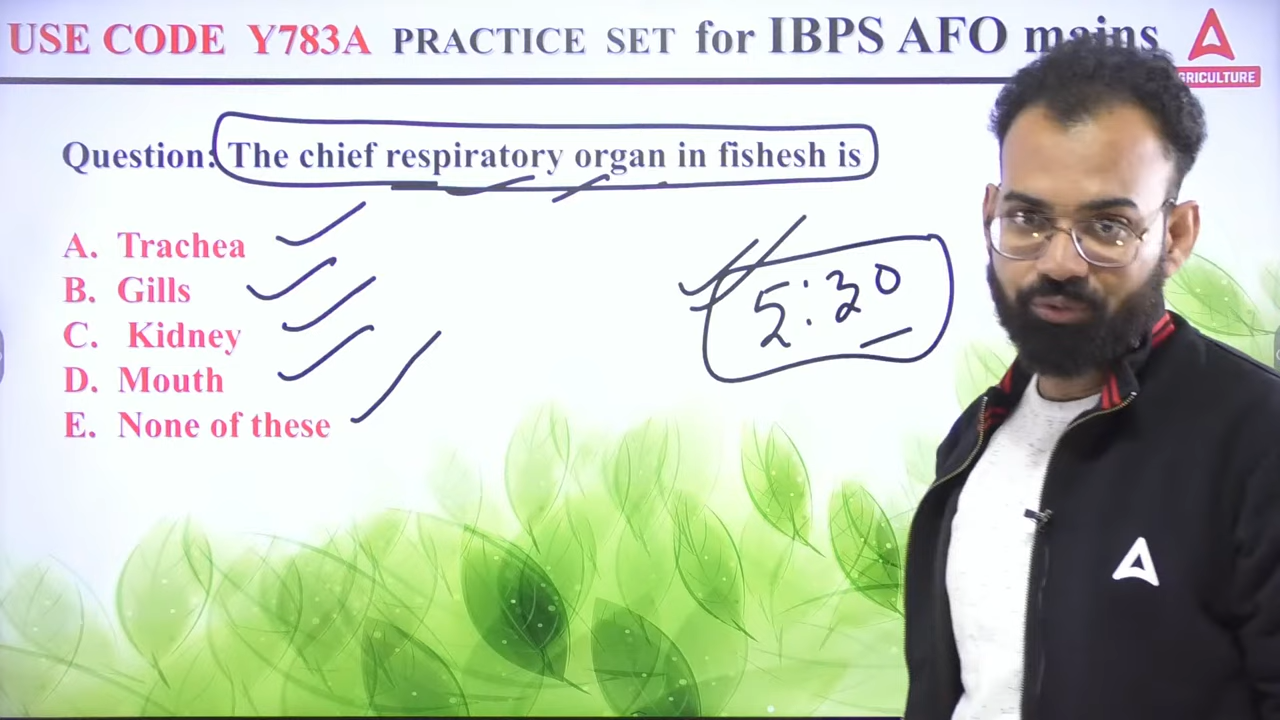 USE CODE Y783A PRACTICE SET for IBPS AFO mains
GRICULTURE
Question: The chief respiratory organ in fishesh is
A. Trachea
B. Gills
C. Kidney
D. Mouth
E. None of these
5:30